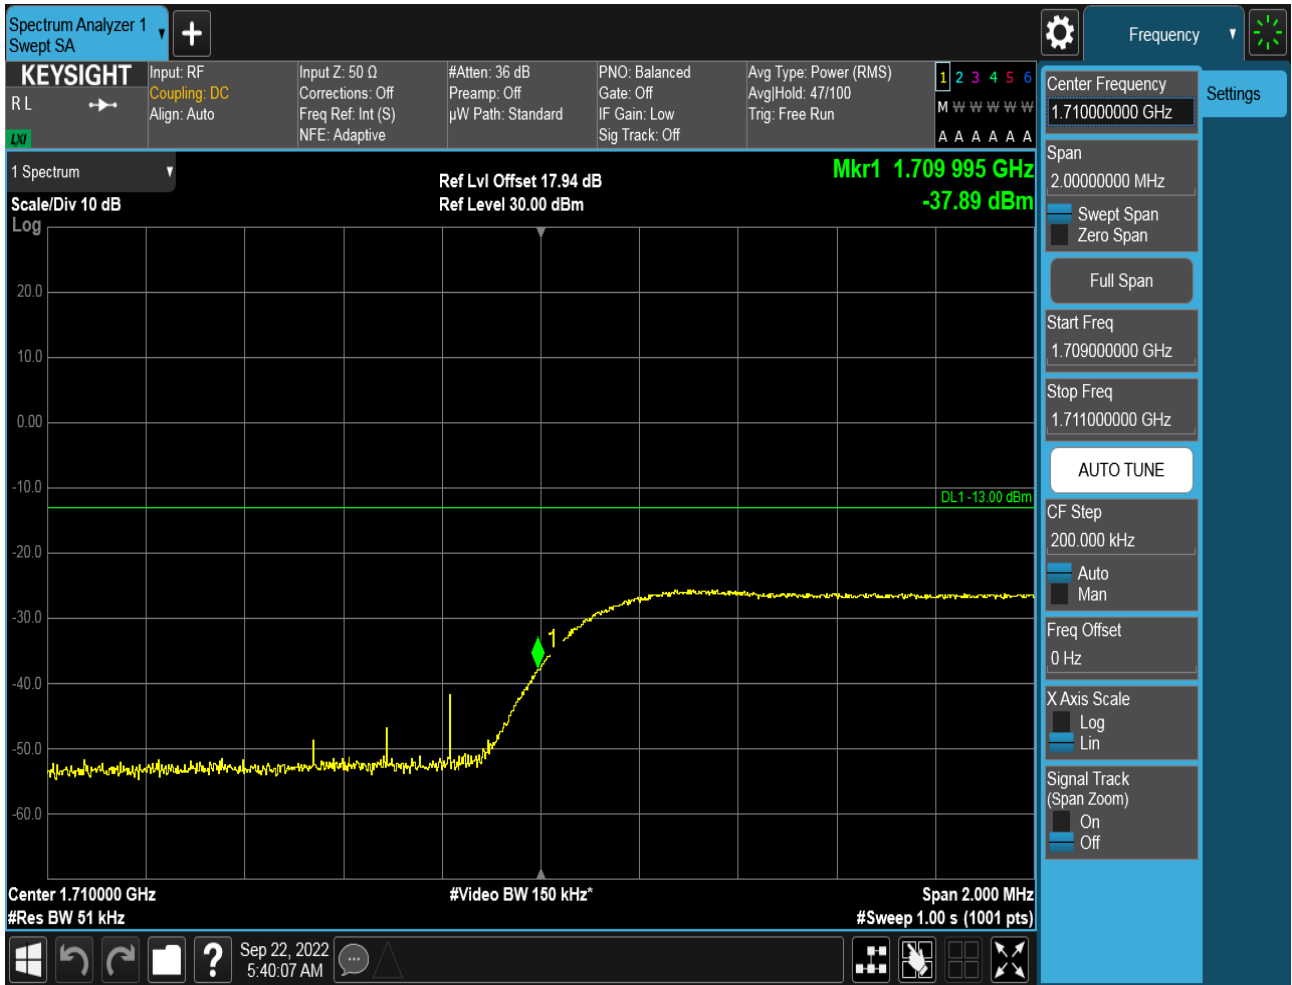 Spectrum Analyzer 1
Swept SA
Frequency
KEYSIGHT
R L
LXI
Input: RF
Coupling: DC
Align: Auto
Input Z: 50 Ω
Corrections: Off
Freq Ref: Int (S)
NFE: Adaptive
#Atten: 36 dB
Preamp: Off
µW Path: Standard
PNO: Balanced
Gate: Off
IF Gain: Low
Sig Track: Off
Avg Type: Power (RMS)
Avg|Hold: 47/100
Trig: Free Run
1 2 3 4 5 6
M W W W W W
A A A A A A
1 Spectrum
Scale/Div 10 dB
Log
Ref Lvl Offset 17.94 dB
Ref Level 30.00 dBm
Mkr1 1.709 995 GHz
-37.89 dBm
20.0
10.0
0.00
-10.0
DL1 -13.00 dBm
-20.0
-30.0
1
-40.0
-50.0
-60.0
Center 1.710000 GHz
#Video BW 150 kHz*
Span 2.000 MHz
#Res BW 51 kHz
#Sweep 1.00 s (1001 pts)
Center Frequency
1.710000000 GHz
Settings
Span
2.00000000 MHz
Swept Span
Zero Span
Full Span
Start Freq
1.709000000 GHz
Stop Freq
1.711000000 GHz
AUTO TUNE
CF Step
200.000 kHz
Auto
Man
Freq Offset
0 Hz
X Axis Scale
Log
Lin
Signal Track
(Span Zoom)
On
Off
?
Sep 22, 2022
5:40:07 AM